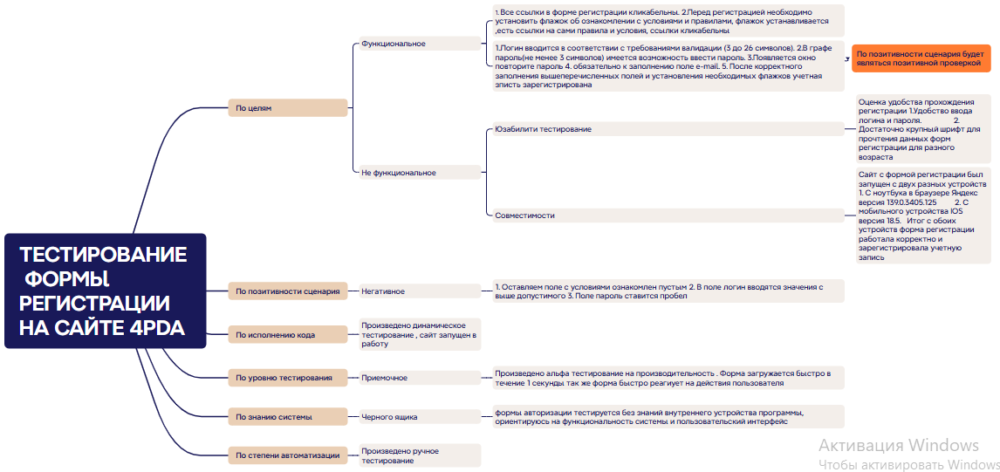 ТЕСТИРОВАНИЕ
ФОРМЫ
РЕГИСТРАЦИИ
НА САЙТЕ 4PDA
По целям
Функциональное
1. Все ссылки в форме регистрации кликабельны. 2.Перед регистрацией необходимо
установить флажок об ознакомлении с условиями и правилами, флажок устанавливается
,есть ссылки на сами правила и условия, ссылки кликабельны.
1.Логин вводится в соответствии с требованиями валидации (3 до 26 символов). 2.В графе
пароль(не менее 3 символов) имеется возможность ввести пароль. 3.Появляется окно
повторите пароль 4. обязательно к заполнению поле e-mail. 5. После корректного
заполнения вышеперечисленных полей и установления необходимых флажков учетная
зписть зарегистрирована
По позитивности сценария будет
являться позитивной проверкой
Не функциональное
Юзабилити тестирование
Оценка удобства прохождения
регистрации 1.Удобство ввода
логина и пароля. 2.
Достаточно крупный шрифт для
прочтения данных форм
регистрации для разного
возраста
Совместимости
Сайт с формой регистрации был
запущен с двух разных устройств
1. С ноутбука в браузере Яндекс
версия 139.0.3405.125 2. С
мобильного устройства IOS
версия 18.5. Итог с обоих
устройств форма регистрации
работала корректно и
зарегистрировала учетную
запись
По позитивности сценария
Негативное
1. Оставляем поле с условиями ознакомлен пустым 2. В поле логин вводятся значения с
выше допустимого 3. Поле пароль ставится пробел
По исполнению кода
Произведено динамическое
тестирование , сайт запущен в
работу
По уровню тестирования
Приемочное
Произведено альфа тестирование на производительность . Форма загружается быстро в
течение 1 секунды. так же форма быстро реагиует на действия пользователя
По знанию системы
Черного ящика
формы авторизации тестируется без знаний внутреннего устройства программы,
ориентируюсь на функциональность системы и пользовательский интерфейс
По степени автоматизации
Произведено ручное
тестирование
Активация Windows
Чтобы активировать Windows